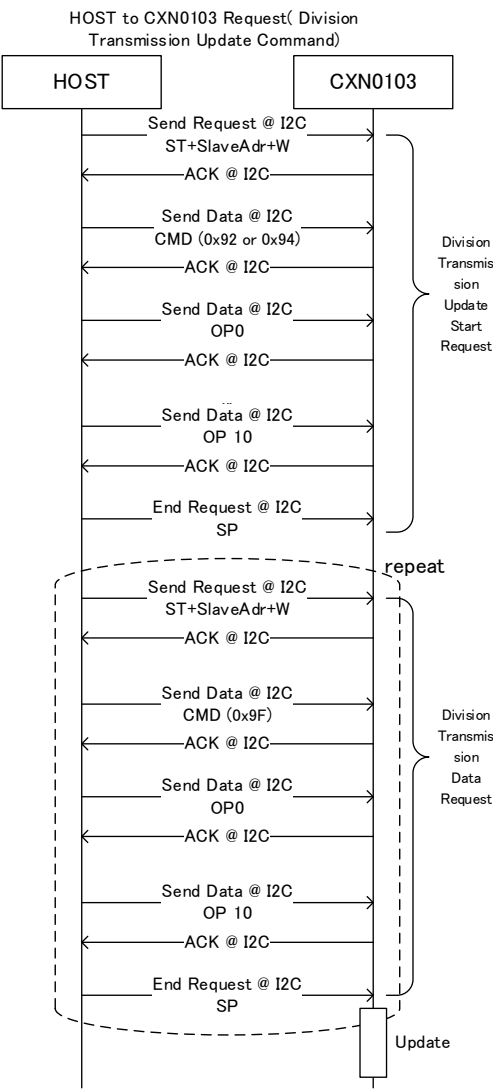 HOST to CXN0103 Request( Division
Transmission Update Command)
HOST
CXN0103
Send Request @ I2C
ST+SlaveAdr+W
ACK @ I2C
Send Data @ I2C
CMD (0x92 or 0x94)
ACK @ I2C
Send Data @ I2C
OP0
ACK @ I2C
...
Send Data @ I2C
OP 10
ACK @ I2C
End Request @ I2C
SP
Division
Transmis
sion
Update
Start
Request
repeat
Send Request @ I2C
ST+SlaveAdr+W
ACK @ I2C
Send Data @ I2C
CMD (0x9F)
ACK @ I2C
Send Data @ I2C
OP0
ACK @ I2C
Send Data @ I2C
OP 10
ACK @ I2C
End Request @ I2C
SP
Division
Transmis
sion
Data
Request
Update